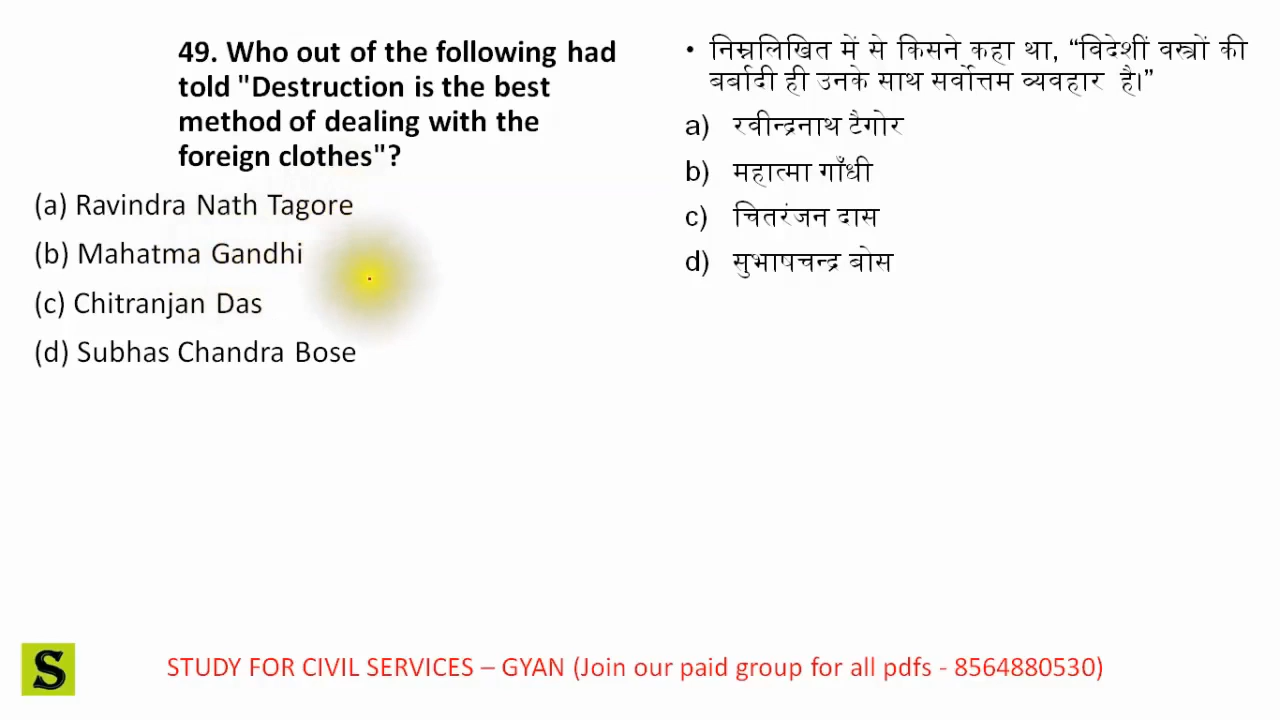 49. Who out of the following had
told "Destruction is the best
method of dealing with the
foreign clothes"?
(a) Ravindra Nath Tagore
(b) Mahatma Gandhi
(c) Chitranjan Das
(d) Subhas Chandra Bose
• निम्नलिखित में से किसने कहा था, “विदेशीं वस्त्रों की
बर्बादी ही उनके साथ सर्वोत्तम व्यवहार है।”
a) रवीन्द्रनाथ टैगोर
b) महात्मा गाँधी
c) चितरंजन दास
d) सुभाषचन्द्र बोस
S
STUDY FOR CIVIL SERVICES – GYAN (Join our paid group for all pdfs - 8564880530)